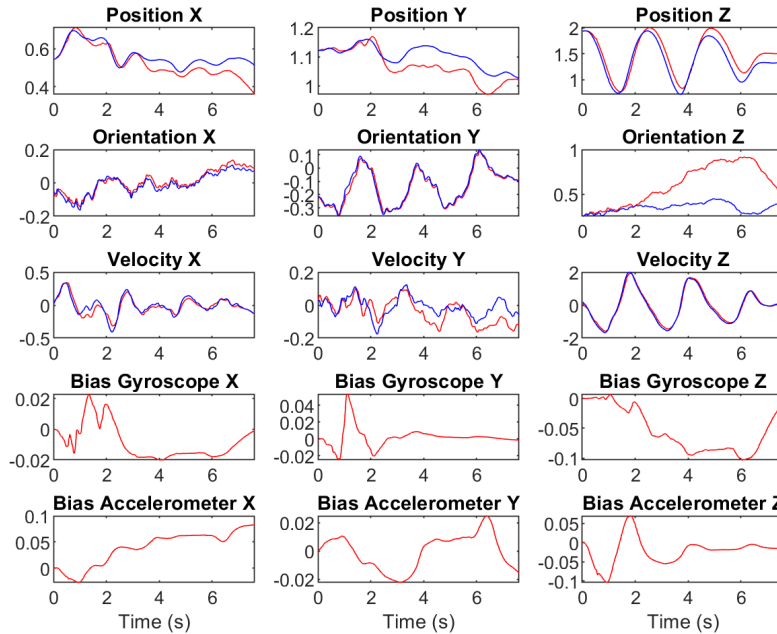 Position X
Position Y
Position Z
0.6
0.4
0 2 4 6
1.2
1.1
1
0 2 4 6
2
1.5
1
0 2 4 6
Orientation X
Orientation Y
Orientation Z
0.2
0
-0.2
0 2 4 6
0.1
0
-0.1
-0.2
-0.3
0 2 4 6
1
0.5
0 2 4 6
Velocity X
Velocity Y
Velocity Z
0.5
0
-0.5
0 2 4 6
0.2
0
-0.2
0 2 4 6
2
0
-2
0 2 4 6
Bias Gyroscope X
Bias Gyroscope Y
Bias Gyroscope Z
0.02
0
-0.02
0 2 4 6
0.04
0.02
0
-0.02
0 2 4 6
0
-0.05
-0.1
0 2 4 6
Bias Accelerometer X
Bias Accelerometer Y
Bias Accelerometer Z
0.1
0.05
0
0 2 4 6
0.02
0
-0.02
0 2 4 6
0.05
0
-0.05
-0.1
0 2 4 6
Time (s)
Time (s)
Time (s)